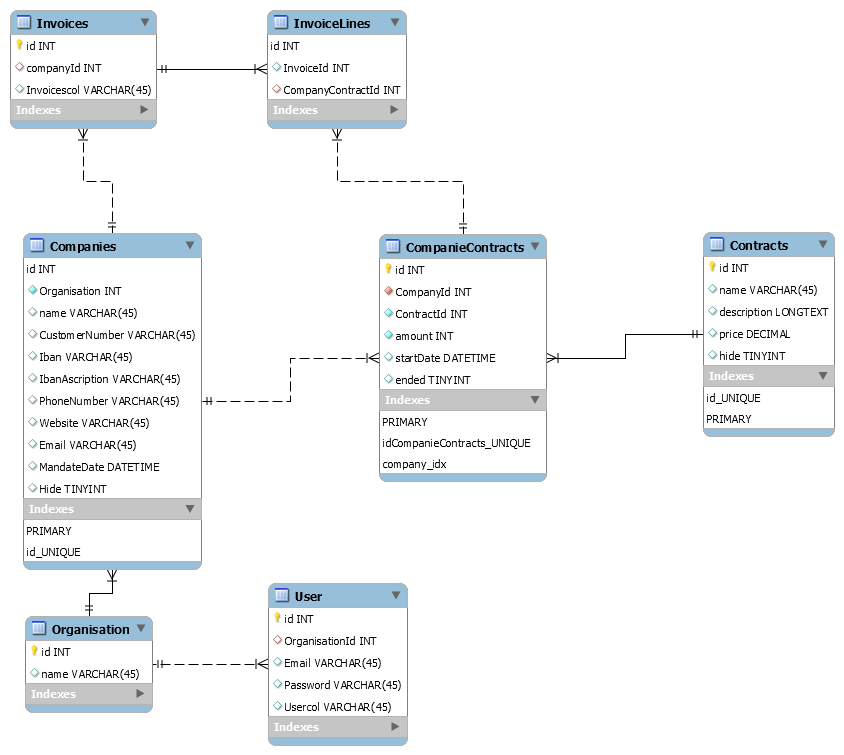 Invoices
id INT
companyId INT
Invoicescol VARCHAR(45)
Indexes
InvoiceLines
id INT
InvoiceId INT
CompanyContractId INT
Indexes
Companies
id INT
Organisation INT
name VARCHAR(45)
CustomerNumber VARCHAR(45)
Iban VARCHAR(45)
IbanAscription VARCHAR(45)
PhoneNumber VARCHAR(45)
Website VARCHAR(45)
Email VARCHAR(45)
MandateDate DATETIME
Hide TINYINT
Indexes
PRIMARY
id_UNIQUE
CompanieContracts
id INT
CompanyId INT
ContractId INT
amount INT
startDate DATETIME
ended TINYINT
Indexes
PRIMARY
idCompanieContracts_UNIQUE
company_idx
Contracts
id INT
name VARCHAR(45)
description LONGTEXT
price DECIMAL
hide TINYINT
Indexes
id_UNIQUE
PRIMARY
Organisation
id INT
name VARCHAR(45)
Indexes
User
id INT
OrganisationId INT
Email VARCHAR(45)
Password VARCHAR(45)
Usercol VARCHAR(45)
Indexes